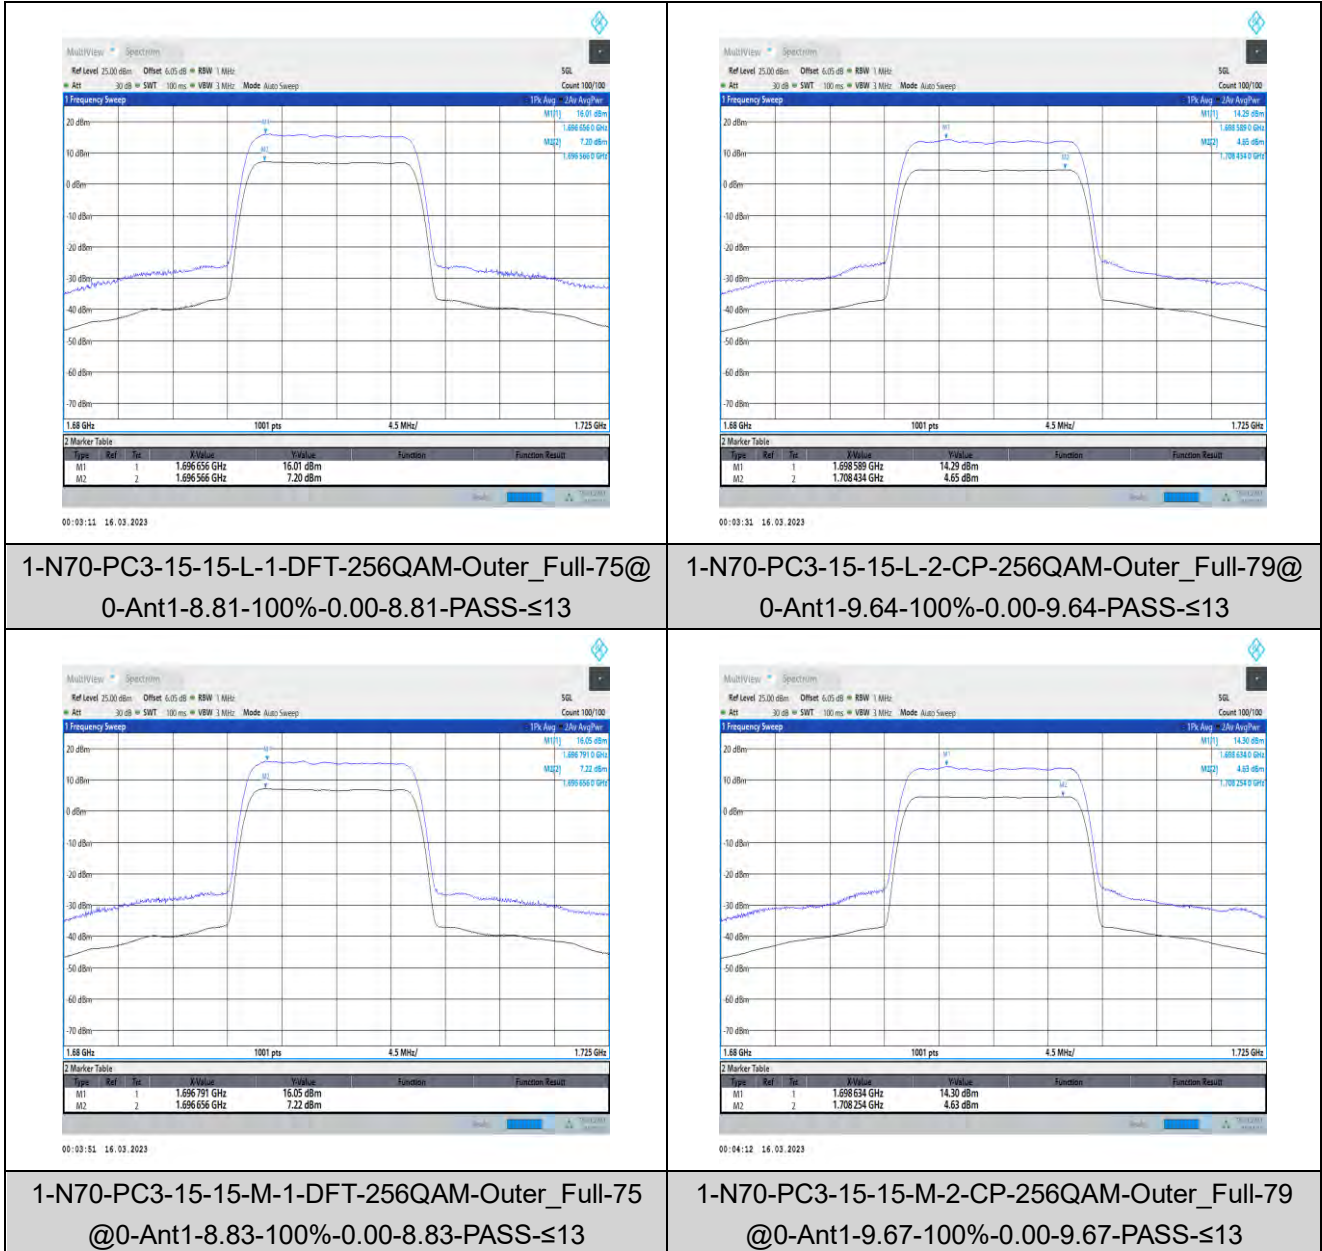 MultiView Spectrum
Ref Level 25.00 dBm Offset 6.05 dB RBW 1 MHz SGL
Att 30 dB SWT 100 ms VBW 3 MHz Mode Auto Sweep Count 100/100
1 Frequency Sweep 1Pk Avg 2Av AvgPwr
M1[1] 16.01 dBm
1.696 656 0 GHz
M2[2] 7.20 dBm
1.696 566 0 GHz
M1
M2
20 dBm
10 dBm
0 dBm
-10 dBm
-20 dBm
-30 dBm
-40 dBm
-50 dBm
-60 dBm
-70 dBm
1.68 GHz 1001 pts 4.5 MHz/ 1.725 GHz
2 Marker Table
Type Ref Trc X-Value Y-Value Function Function Result
M1 1 1.696 656 GHz 16.01 dBm
M2 2 1.696 566 GHz 7.20 dBm
00:03:11 16.03.2023
1-N70-PC3-15-15-L-1-DFT-256QAM-Outer_Full-75@
0-Ant1-8.81-100%-0.00-8.81-PASS-≤13
MultiView Spectrum
Ref Level 25.00 dBm Offset 6.05 dB RBW 1 MHz SGL
Att 30 dB SWT 100 ms VBW 3 MHz Mode Auto Sweep Count 100/100
1 Frequency Sweep 1Pk Avg 2Av AvgPwr
M1[1] 14.29 dBm
1.698 589 0 GHz
M2[2] 4.65 dBm
1.708 434 0 GHz
M1
M2
20 dBm
10 dBm
0 dBm
-10 dBm
-20 dBm
-30 dBm
-40 dBm
-50 dBm
-60 dBm
-70 dBm
1.68 GHz 1001 pts 4.5 MHz/ 1.725 GHz
2 Marker Table
Type Ref Trc X-Value Y-Value Function Function Result
M1 1 1.698 589 GHz 14.29 dBm
M2 2 1.708 434 GHz 4.65 dBm
00:03:31 16.03.2023
1-N70-PC3-15-15-L-2-CP-256QAM-Outer_Full-79@
0-Ant1-9.64-100%-0.00-9.64-PASS-≤13
MultiView Spectrum
Ref Level 25.00 dBm Offset 6.05 dB RBW 1 MHz SGL
Att 30 dB SWT 100 ms VBW 3 MHz Mode Auto Sweep Count 100/100
1 Frequency Sweep 1Pk Avg 2Av AvgPwr
M1[1] 16.05 dBm
1.696 791 0 GHz
M2[2] 7.22 dBm
1.696 656 0 GHz
M1
M2
20 dBm
10 dBm
0 dBm
-10 dBm
-20 dBm
-30 dBm
-40 dBm
-50 dBm
-60 dBm
-70 dBm
1.68 GHz 1001 pts 4.5 MHz/ 1.725 GHz
2 Marker Table
Type Ref Trc X-Value Y-Value Function Function Result
M1 1 1.696 791 GHz 16.05 dBm
M2 2 1.696 656 GHz 7.22 dBm
00:03:51 16.03.2023
1-N70-PC3-15-15-M-1-DFT-256QAM-Outer_Full-75
@0-Ant1-8.83-100%-0.00-8.83-PASS-≤13
MultiView Spectrum
Ref Level 25.00 dBm Offset 6.05 dB RBW 1 MHz SGL
Att 30 dB SWT 100 ms VBW 3 MHz Mode Auto Sweep Count 100/100
1 Frequency Sweep 1Pk Avg 2Av AvgPwr
M1[1] 14.30 dBm
1.698 634 0 GHz
M2[2] 4.63 dBm
1.708 254 0 GHz
M1
M2
20 dBm
10 dBm
0 dBm
-10 dBm
-20 dBm
-30 dBm
-40 dBm
-50 dBm
-60 dBm
-70 dBm
1.68 GHz 1001 pts 4.5 MHz/ 1.725 GHz
2 Marker Table
Type Ref Trc X-Value Y-Value Function Function Result
M1 1 1.698 634 GHz 14.30 dBm
M2 2 1.708 254 GHz 4.63 dBm
00:04:12 16.03.2023
1-N70-PC3-15-15-M-2-CP-256QAM-Outer_Full-79
@0-Ant1-9.67-100%-0.00-9.67-PASS-≤13